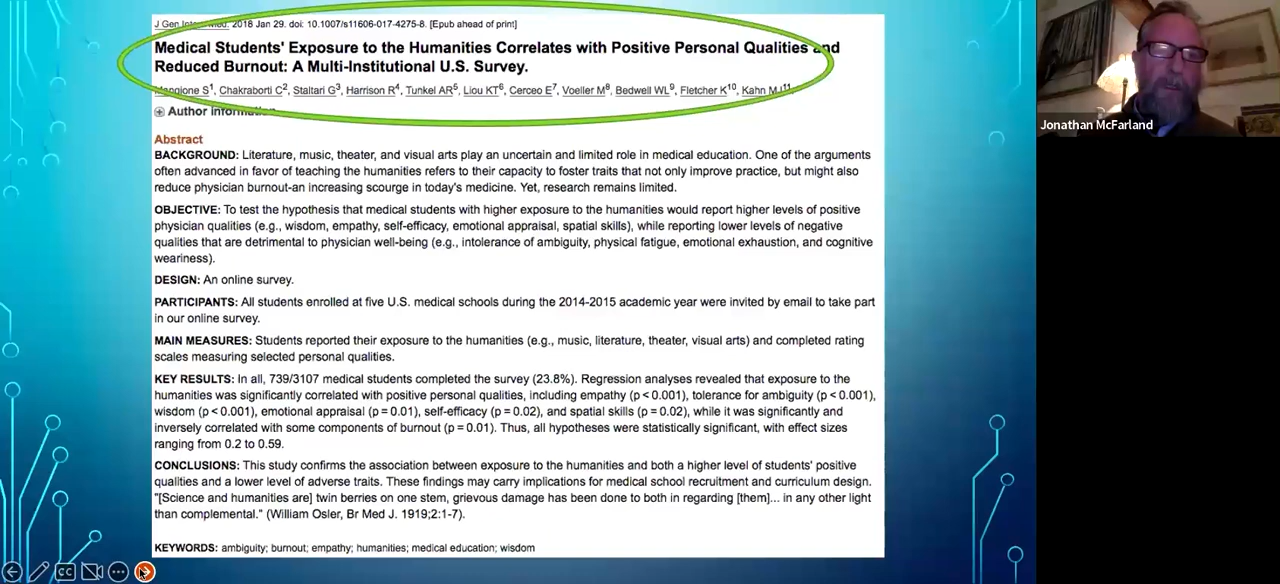 J Gen Intern Med. 2018 Jan 29. doi: 10.1007/s11606-017-4275-8. [Epub ahead of print]
Medical Students' Exposure to the Humanities Correlates with Positive Personal Qualities and
Reduced Burnout: A Multi-Institutional U.S. Survey.
Mangione S1, Chakraborti C2, Staltari G3, Harrison R4, Tunkel AR5, Liou KT6, Cerceo E7, Voeller M8, Bedwell WL9, Fletcher K10, Kahn MJ11.
Author information
Abstract
BACKGROUND: Literature, music, theater, and visual arts play an uncertain and limited role in medical education. One of the arguments
often advanced in favor of teaching the humanities refers to their capacity to foster traits that not only improve practice, but might also
reduce physician burnout-an increasing scourge in today's medicine. Yet, research remains limited.
OBJECTIVE: To test the hypothesis that medical students with higher exposure to the humanities would report higher levels of positive
physician qualities (e.g., wisdom, empathy, self-efficacy, emotional appraisal, spatial skills), while reporting lower levels of negative
qualities that are detrimental to physician well-being (e.g., intolerance of ambiguity, physical fatigue, emotional exhaustion, and cognitive
weariness).
DESIGN: An online survey.
PARTICIPANTS: All students enrolled at five U.S. medical schools during the 2014-2015 academic year were invited by email to take part
in our online survey.
MAIN MEASURES: Students reported their exposure to the humanities (e.g., music, literature, theater, visual arts) and completed rating
scales measuring selected personal qualities.
KEY RESULTS: In all, 739/3107 medical students completed the survey (23.8%). Regression analyses revealed that exposure to the
humanities was significantly correlated with positive personal qualities, including empathy (p < 0.001), tolerance for ambiguity (p < 0.001),
wisdom (p < 0.001), emotional appraisal (p = 0.01), self-efficacy (p = 0.02), and spatial skills (p = 0.02), while it was significantly and
inversely correlated with some components of burnout (p = 0.01). Thus, all hypotheses were statistically significant, with effect sizes
ranging from 0.2 to 0.59.
CONCLUSIONS: This study confirms the association between exposure to the humanities and both a higher level of students' positive
qualities and a lower level of adverse traits. These findings may carry implications for medical school recruitment and curriculum design.
"[Science and humanities are] twin berries on one stem, grievous damage has been done to both in regarding [them]... in any other light
than complemental." (William Osler, Br Med J. 1919;2:1-7).
KEYWORDS: ambiguity; burnout; empathy; humanities; medical education; wisdom
CC
Jonathan McFarland